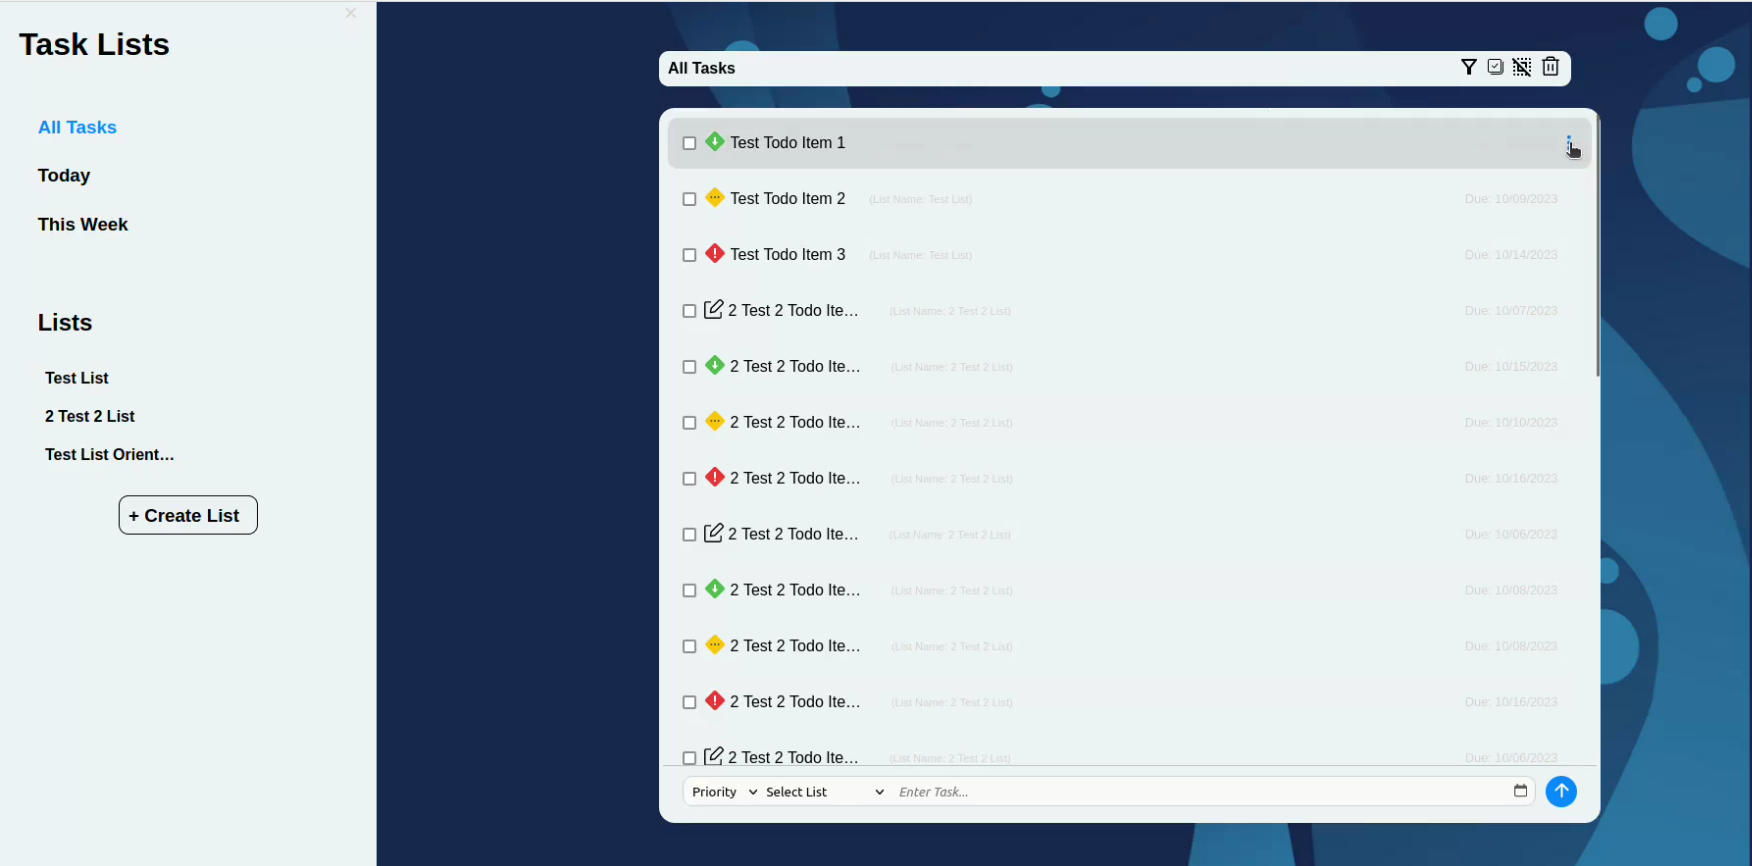 Task Lists
All Tasks
Today
This Week
Lists
Test List
2 Test 2 List
Test List Orient...
+ Create List
All Tasks
Test Todo Item 1
Test Todo Item 2 (List Name: Test List) Due: 10/09/2023
Test Todo Item 3 (List Name: Test List) Due: 10/14/2023
2 Test 2 Todo Ite... (List Name: 2 Test 2 List) Due: 10/07/2023
2 Test 2 Todo Ite... (List Name: 2 Test 2 List) Due: 10/15/2023
2 Test 2 Todo Ite... (List Name: 2 Test 2 List) Due: 10/10/2023
2 Test 2 Todo Ite... (List Name: 2 Test 2 List) Due: 10/16/2023
2 Test 2 Todo Ite... (List Name: 2 Test 2 List) Due: 10/06/2023
2 Test 2 Todo Ite... (List Name: 2 Test 2 List) Due: 10/08/2023
2 Test 2 Todo Ite... (List Name: 2 Test 2 List) Due: 10/08/2023
2 Test 2 Todo Ite... (List Name: 2 Test 2 List) Due: 10/16/2023
2 Test 2 Todo Ite... (List Name: 2 Test 2 List) Due: 10/06/2023
Priority Select List Enter Task...